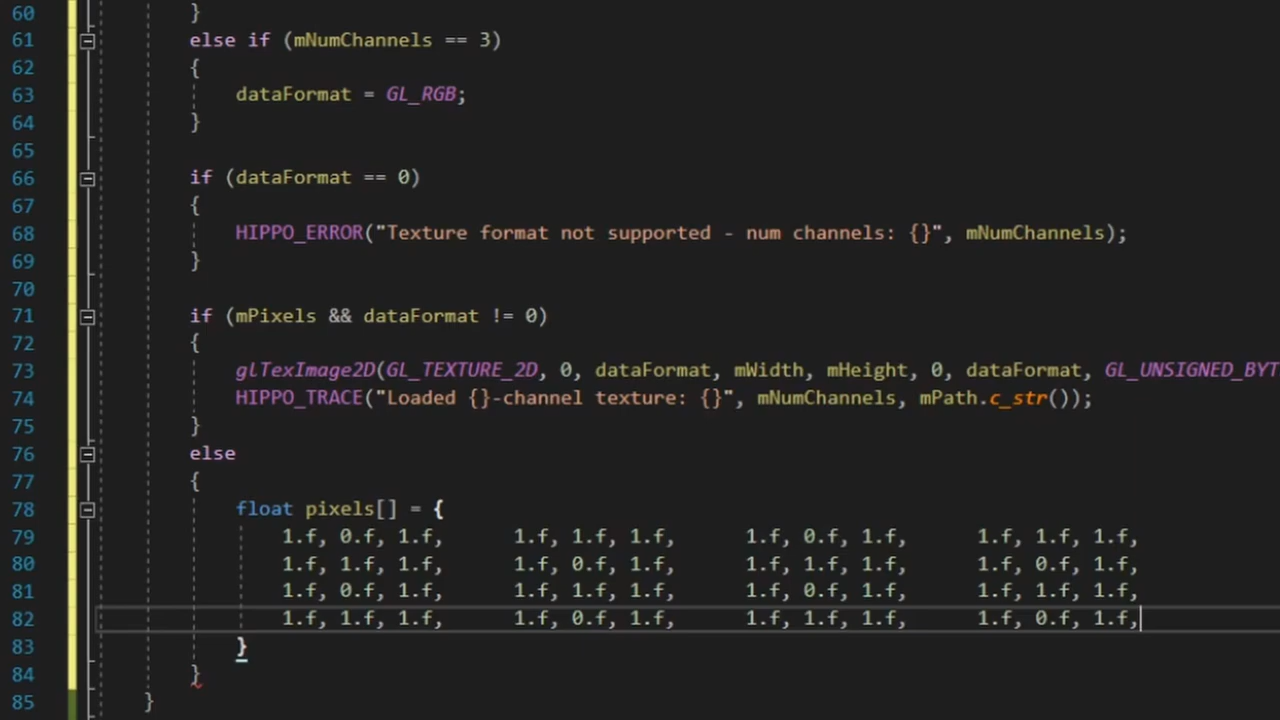 60 }
61 else if (mNumChannels == 3)
62 {
63 dataFormat = GL_RGB;
64 }
65
66 if (dataFormat == 0)
67 {
68 HIPPO_ERROR("Texture format not supported - num channels: {}", mNumChannels);
69 }
70
71 if (mPixels && dataFormat != 0)
72 {
73 glTexImage2D(GL_TEXTURE_2D, 0, dataFormat, mWidth, mHeight, 0, dataFormat, GL_UNSIGNED_BYT
74 HIPPO_TRACE("Loaded {}-channel texture: {}", mNumChannels, mPath.c_str());
75 }
76 else
77 {
78 float pixels[] = {
79 1.f, 0.f, 1.f, 1.f, 1.f, 1.f, 1.f, 0.f, 1.f, 1.f, 1.f, 1.f,
80 1.f, 1.f, 1.f, 1.f, 0.f, 1.f, 1.f, 1.f, 1.f, 1.f, 0.f, 1.f,
81 1.f, 0.f, 1.f, 1.f, 1.f, 1.f, 1.f, 0.f, 1.f, 1.f, 1.f, 1.f,
82 1.f, 1.f, 1.f, 1.f, 0.f, 1.f, 1.f, 1.f, 1.f, 1.f, 0.f, 1.f,
83 }
84 }
85 }